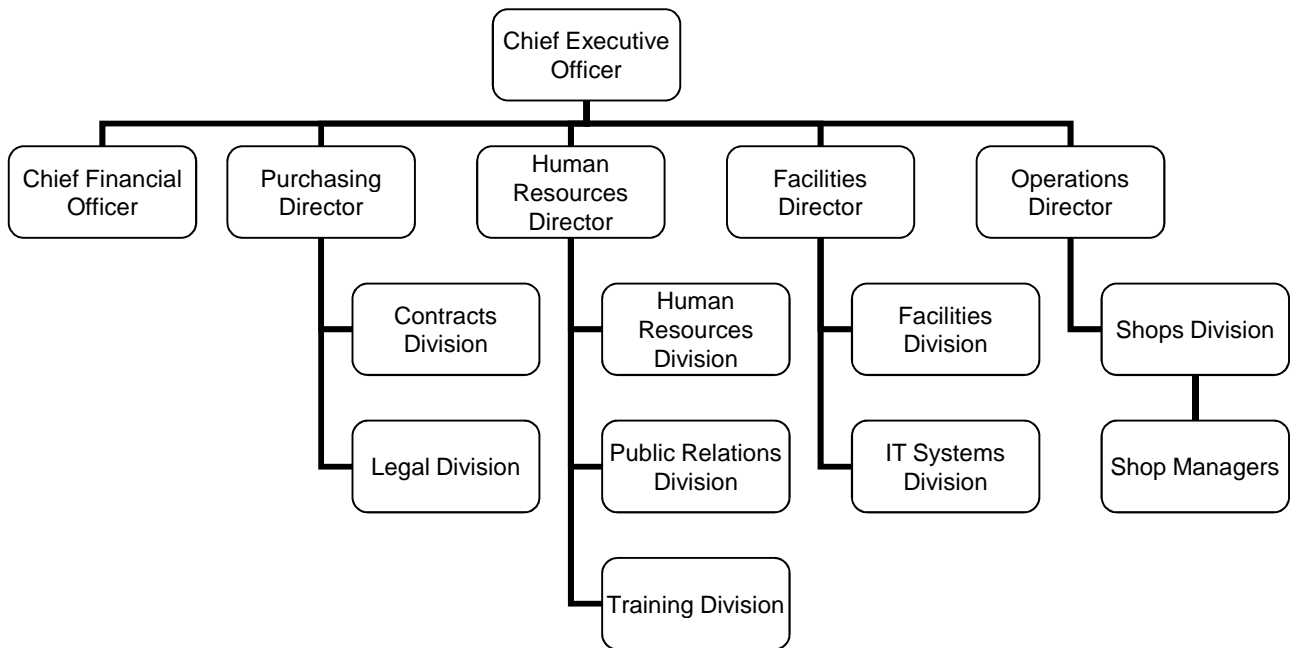 Chief Executive
Officer
Chief Financial
Officer
Purchasing
Director
Human
Resources
Director
Facilities
Director
Operations
Director
Contracts
Division
Human
Resources
Division
Facilities
Division
Shops Division
Legal Division
Public Relations
Division
IT Systems
Division
Shop Managers
Training Division